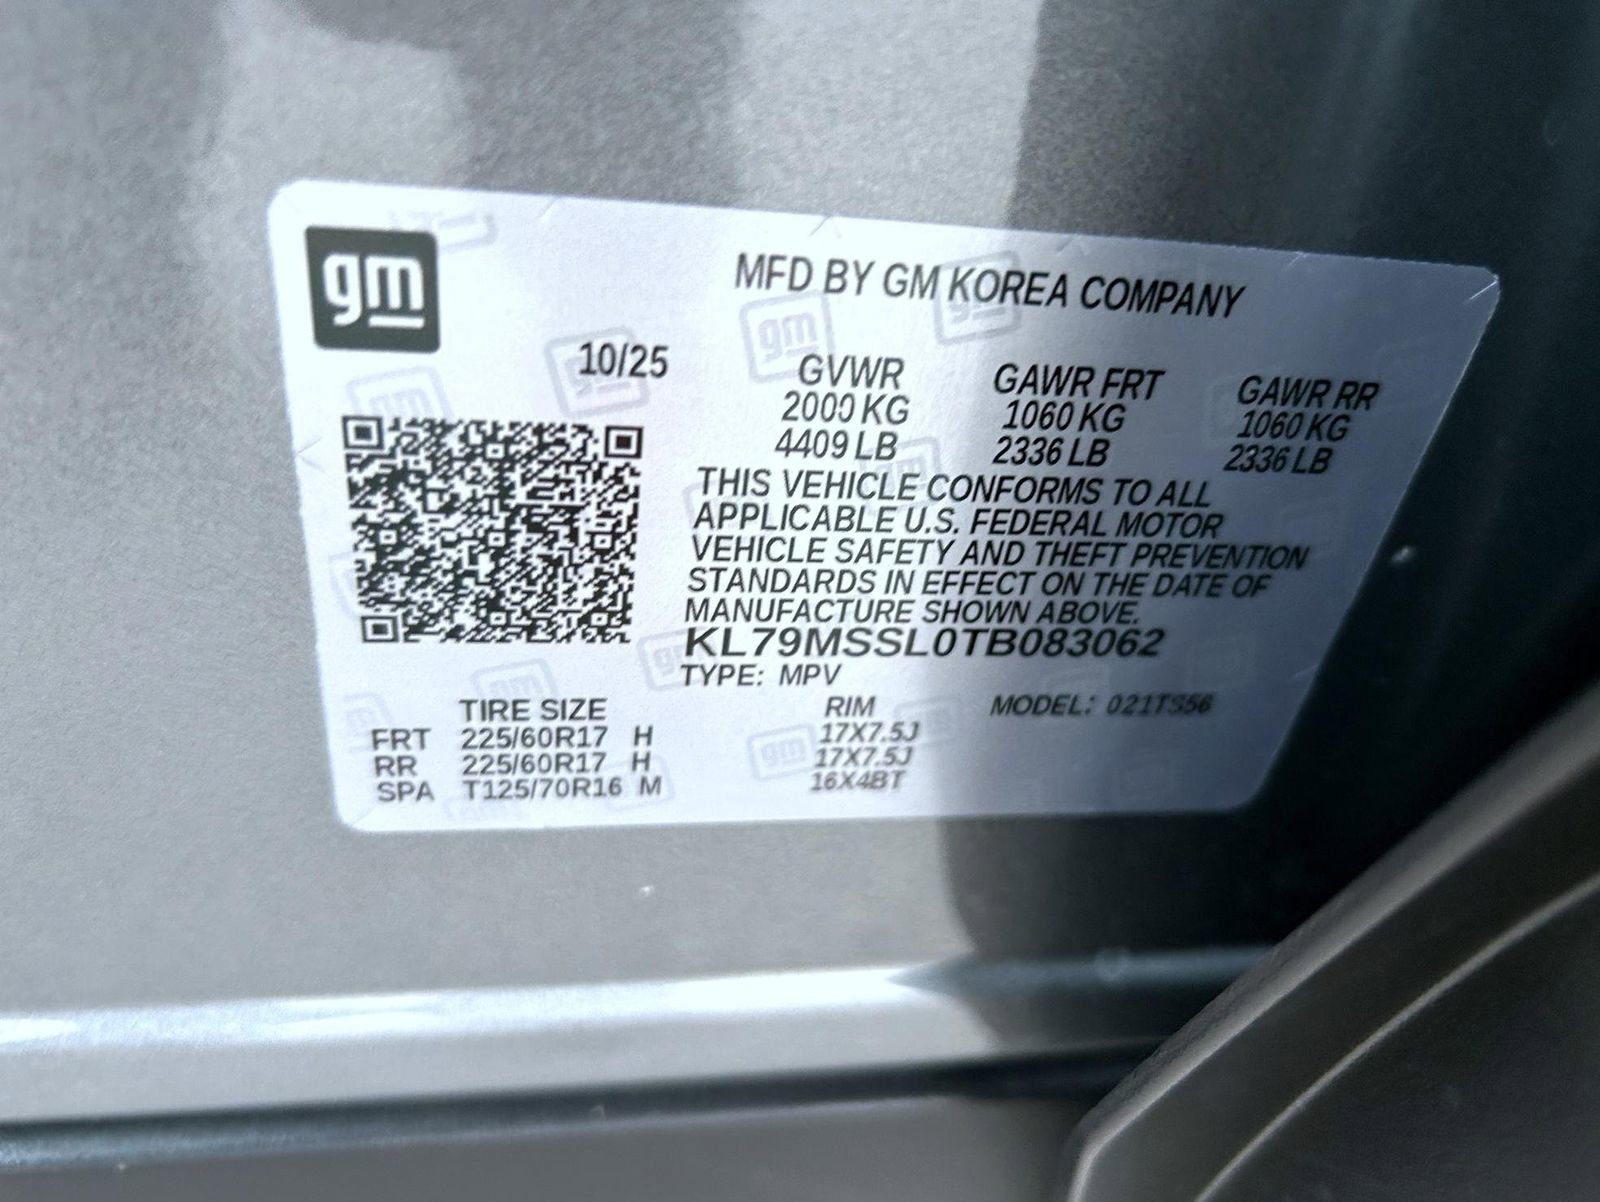 gm
MFD BY GM KOREA COMPANY
10/25
GVWR GAWR FRT GAWR RR
2000 KG 1060 KG 1060 KG
4409 LB 2336 LB 2336 LB
THIS VEHICLE CONFORMS TO ALL
APPLICABLE U.S. FEDERAL MOTOR
VEHICLE SAFETY AND THEFT PREVENTION
STANDARDS IN EFFECT ON THE DATE OF
MANUFACTURE SHOWN ABOVE.
KL79MSSL0TB083062
TYPE: MPV MODEL: 021TS56
TIRE SIZE RIM
FRT 225/60R17 H 17X7.5J
RR 225/60R17 H 17X7.5J
SPA T125/70R16 M 16X4BT